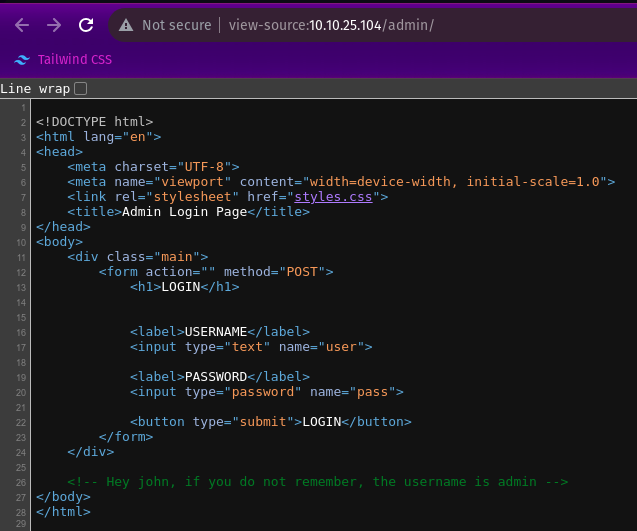 Not secure | view-source:10.10.25.104/admin/
Tailwind CSS
Line wrap
1
2 <!DOCTYPE html>
3 <html lang="en">
4 <head>
5     <meta charset="UTF-8">
6     <meta name="viewport" content="width=device-width, initial-scale=1.0">
7     <link rel="stylesheet" href="styles.css">
8     <title>Admin Login Page</title>
9 </head>
10 <body>
11     <div class="main">
12         <form action="" method="POST">
13             <h1>LOGIN</h1>
14
15
16             <label>USERNAME</label>
17             <input type="text" name="user">
18
19             <label>PASSWORD</label>
20             <input type="password" name="pass">
21
22             <button type="submit">LOGIN</button>
23         </form>
24     </div>
25
26     <!-- Hey john, if you do not remember, the username is admin -->
27 </body>
28 </html>
29